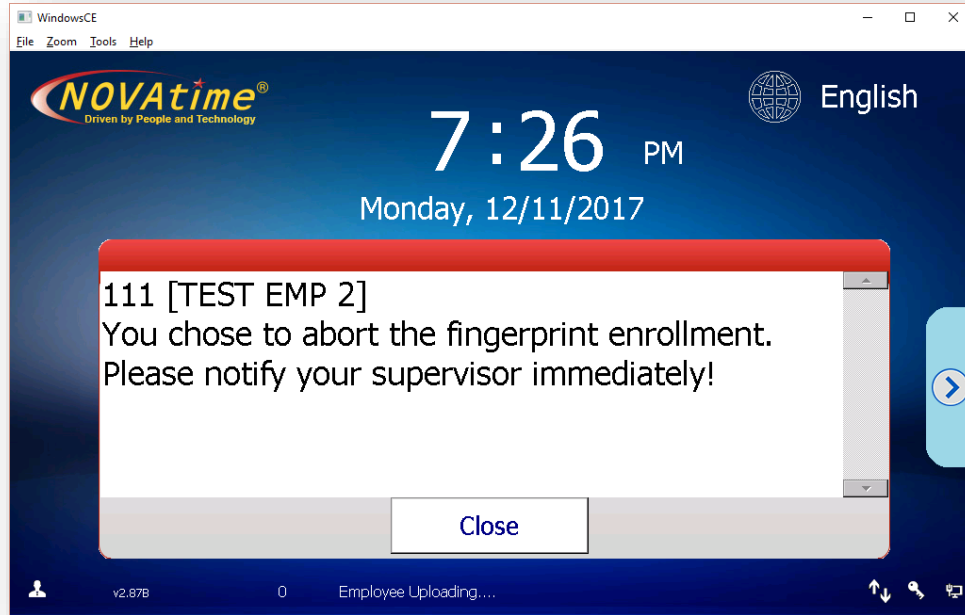 WindowsCE
File Zoom Tools Help
NOVAtime®
Driven by People and Technology
English
7:26 PM
Monday, 12/11/2017
111 [TEST EMP 2]
You chose to abort the fingerprint enrollment.
Please notify your supervisor immediately!
Close
v2.87B 0 Employee Uploading....